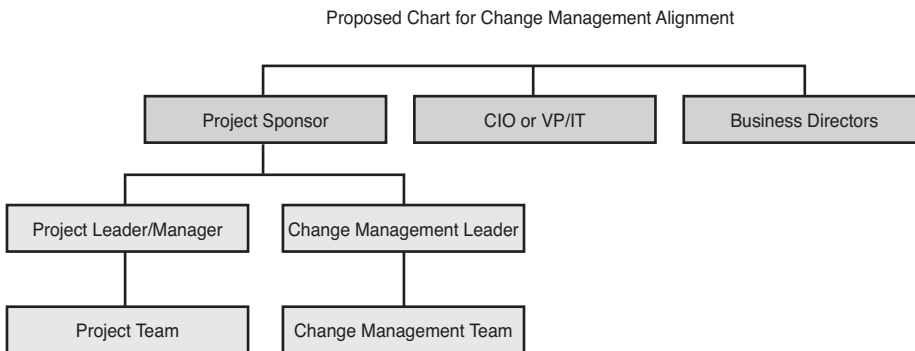 Proposed Chart for Change Management Alignment
Project Sponsor
CIO or VP/IT
Business Directors
Project Leader/Manager
Change Management Leader
Project Team
Change Management Team